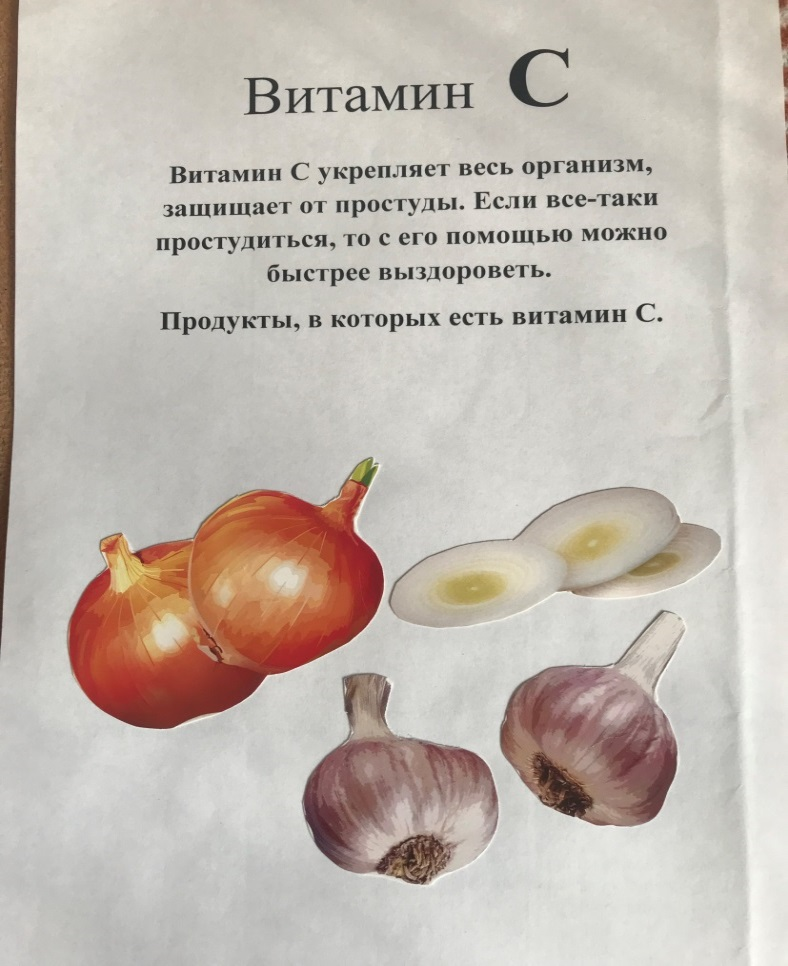 Витамин С
Витамин С укрепляет весь организм,
защищает от простуды. Если все-таки
простудиться, то с его помощью можно
быстрее выздороветь.
Продукты, в которых есть витамин С.